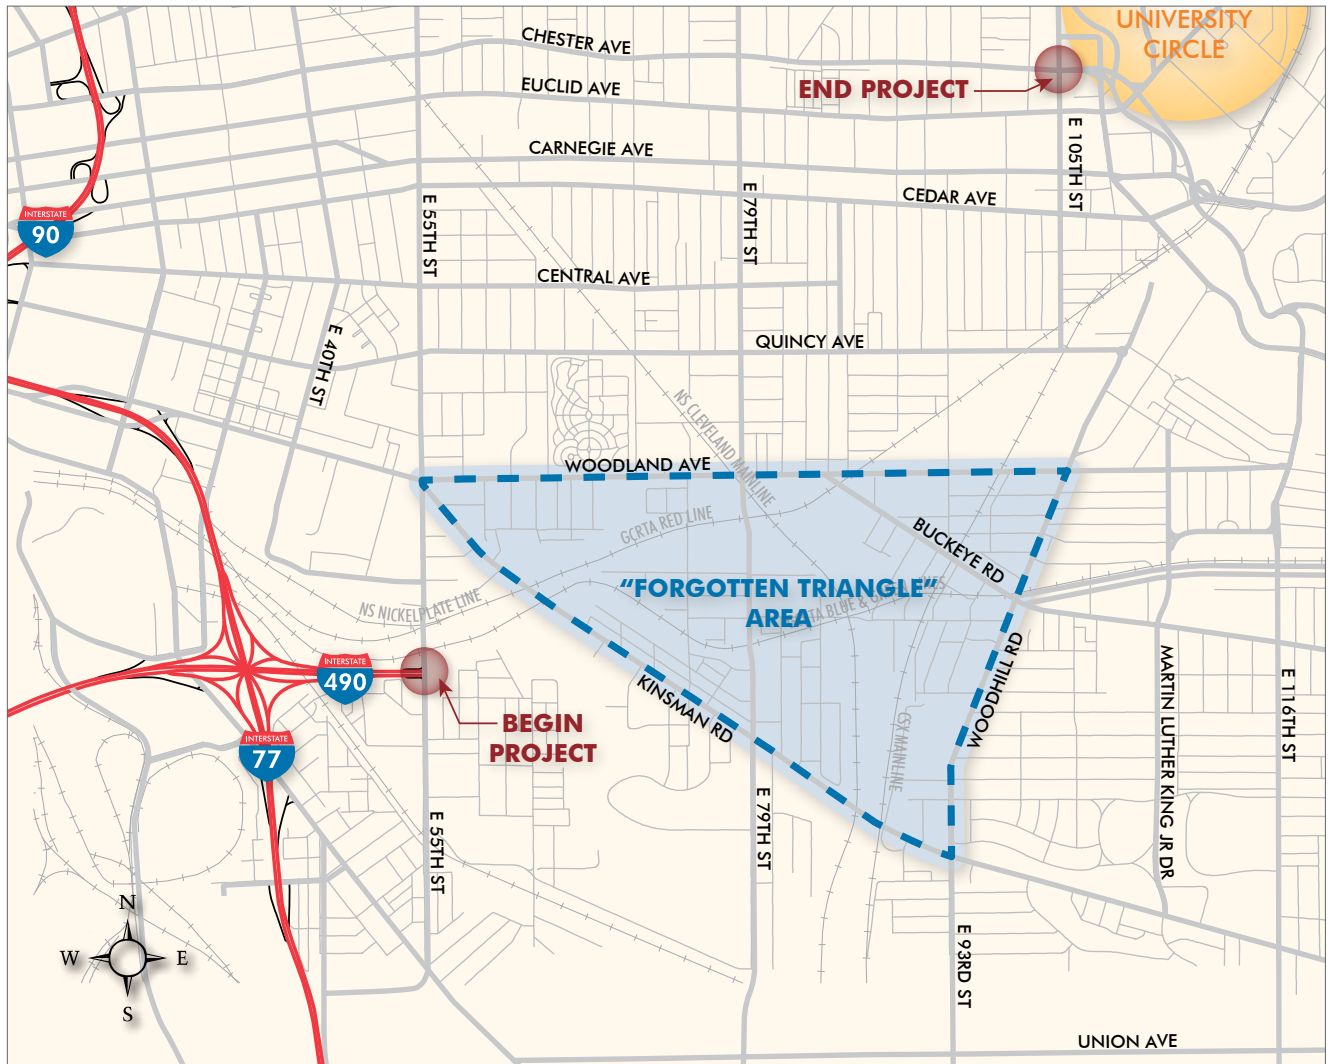 UNIVERSITY
CIRCLE
CHESTER AVE
EUCLID AVE
END PROJECT
CARNEGIE AVE
E 105TH ST
CEDAR AVE
E 55TH ST
E 79TH ST
INTERSTATE
90
CENTRAL AVE
E 40TH ST
QUINCY AVE
NS CLEVELAND MAINLINE
WOODLAND AVE
GCRTA RED LINE
BUCKEYE RD
"FORGOTTEN TRIANGLE"
AREA
NS NICKELPLATE LINE
INTERSTATE
490
KINSMAN RD
WOODHILL RD
MARTIN LUTHER KING JR DR
E 116TH ST
BEGIN
PROJECT
CSX MAINLINE
INTERSTATE
77
E 55TH ST
E 79TH ST
N
W
E
S
E 93RD ST
UNION AVE